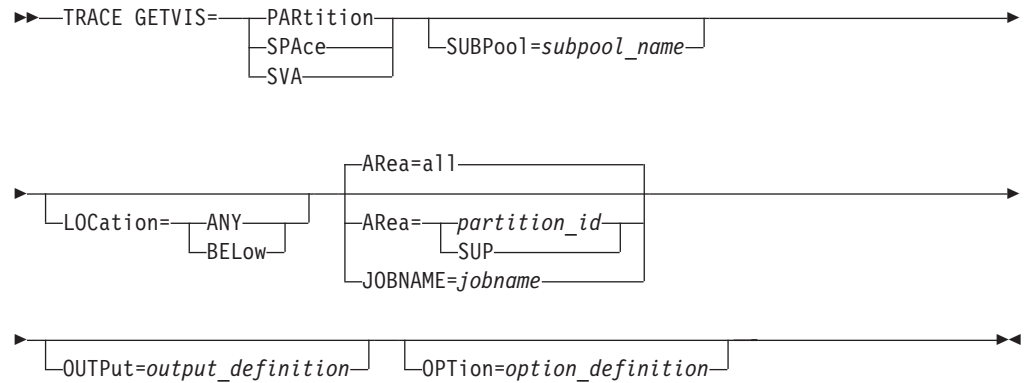 TRACE GETVIS= PARtition SUBPool=subpool_name
SPAce
SVA
LOCation= ANY ARea=all
BELow
ARea= partition_id
SUP
JOBNAME=jobname
OUTPut=output_definition OPTion=option_definition